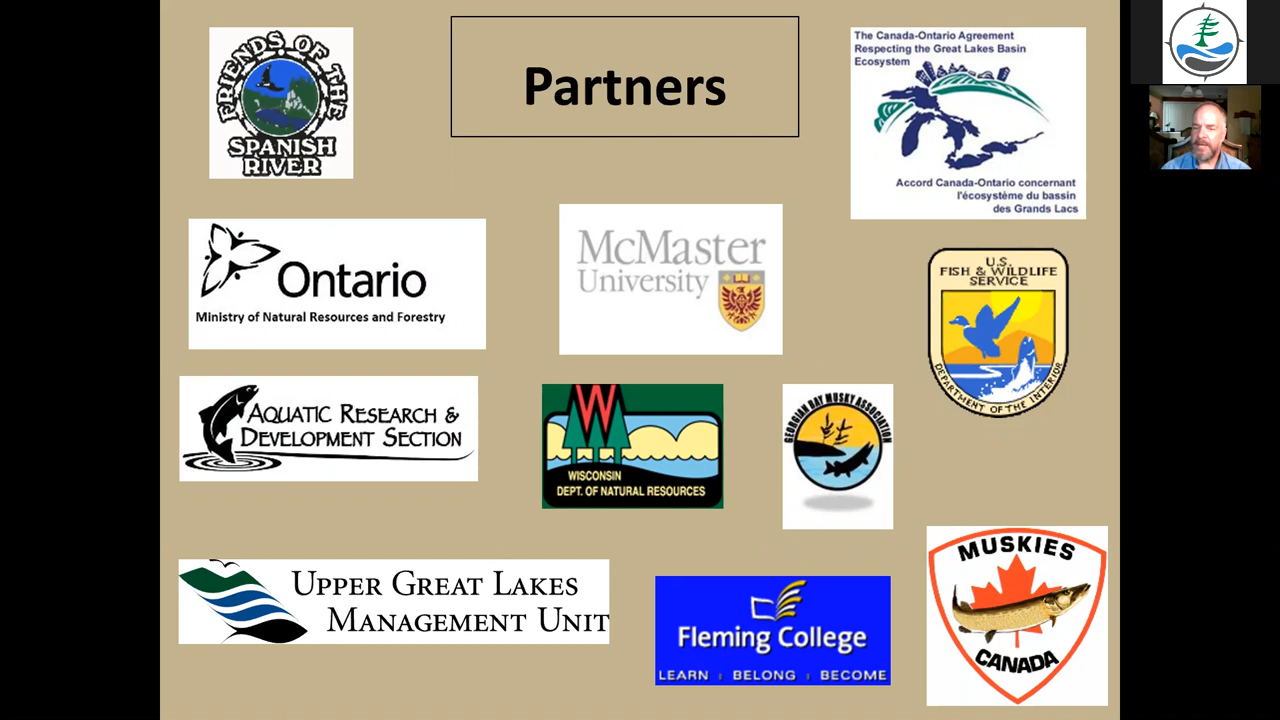 Partners
FRIENDS OF THE
SPANISH
RIVER
The Canada-Ontario Agreement
Respecting the Great Lakes Basin
Ecosystem
Accord Canada-Ontario concernant
l'écosystème du bassin
des Grands Lacs
Ontario
Ministry of Natural Resources and Forestry
McMaster
University
U.S.
FISH & WILDLIFE
SERVICE
DEPARTMENT OF THE INTERIOR
AQUATIC RESEARCH &
DEVELOPMENT SECTION
W
WISCONSIN
DEPT. OF NATURAL RESOURCES
GEORGIAN BAY MUSKY ASSOCIATION
UPPER GREAT LAKES
MANAGEMENT UNIT
Fleming College
LEARN | BELONG | BECOME
MUSKIES
CANADA